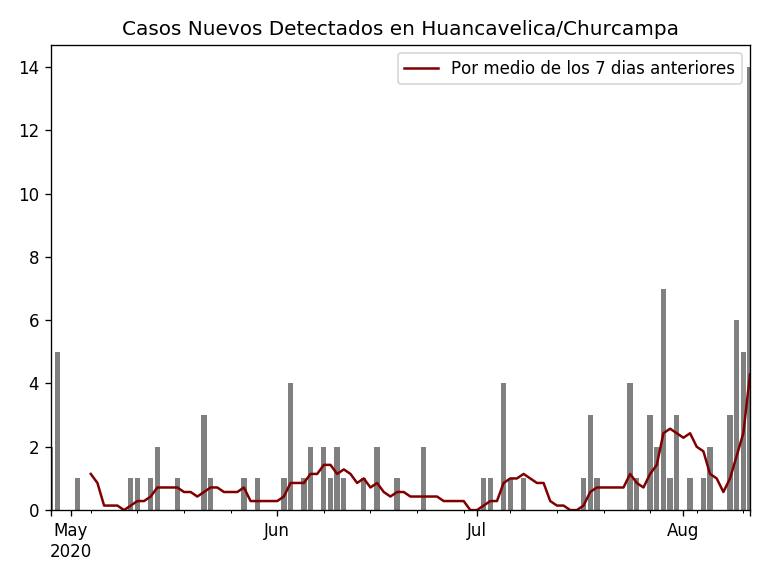 Casos Nuevos Detectados en Huancavelica/Churcampa
Por medio de los 7 dias anteriores
14
12
10
8
6
4
2
0
May
2020
Jun
Jul
Aug